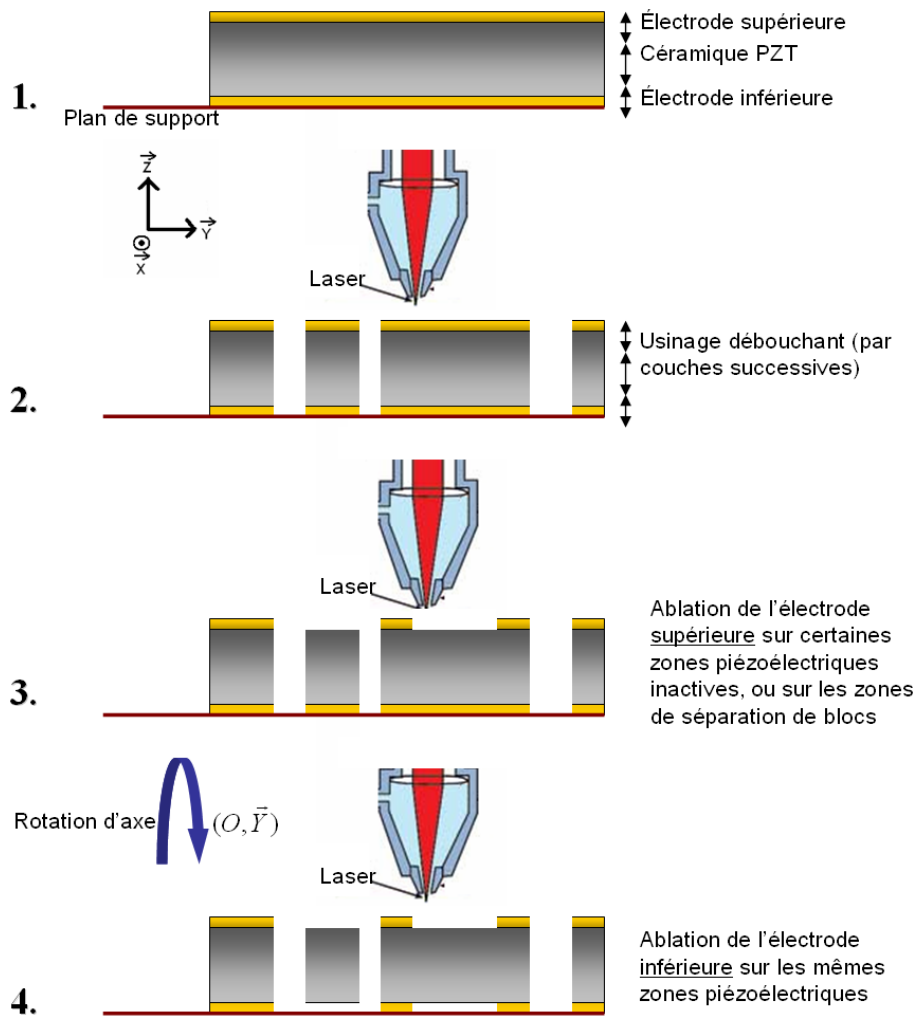 Électrode supérieure
Céramique PZT
Électrode inférieure
1.
Plan de support
Z
Y
X
Laser
Usinage débouchant (par
couches successives)
2.
Laser
Ablation de l'électrode
supérieure sur certaines
zones piézoélectriques
inactives, ou sur les zones
de séparation de blocs
3.
Rotation d'axe (O, Y)
Laser
Ablation de l'électrode
inférieure sur les mêmes
zones piézoélectriques
4.